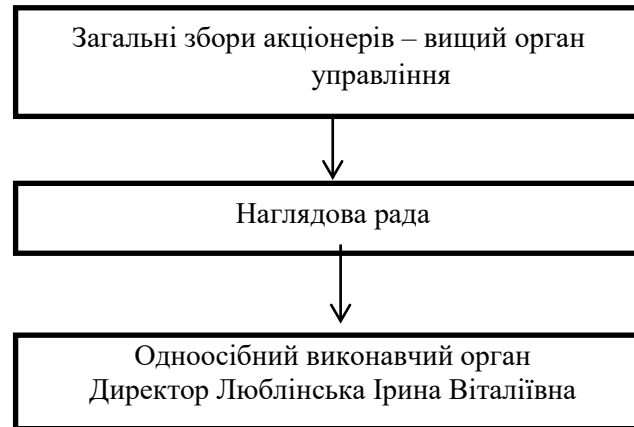 Загальні збори акціонерів – вищий орган
управління
Наглядова рада
Одноосібний виконавчий орган
Директор Люблінська Ірина Віталіївна